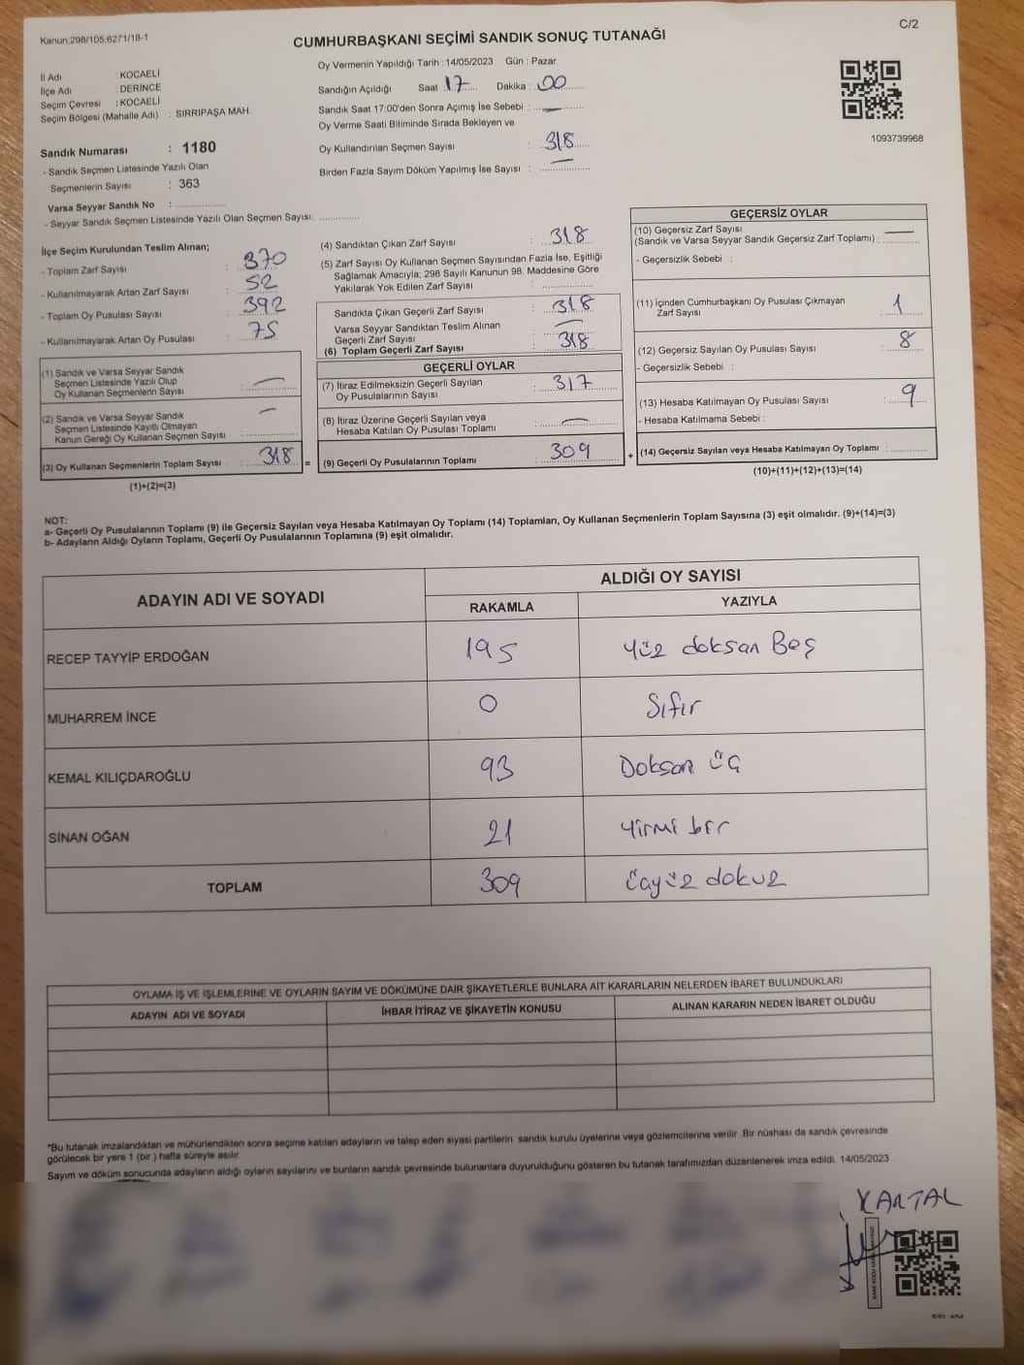 C/2
Kanun:298/105,6271/18-1
CUMHURBAŞKANI SEÇİMİ SANDIK SONUÇ TUTANAĞI
İl Adı : KOCAELİ
İlçe Adı : DERİNCE
Seçim Çevresi : KOCAELİ
Seçim Bölgesi (Mahalle Adı) : SIRRIPAŞA MAH.
Sandık Numarası : 1180
- Sandık Seçmen Listesinde Yazılı Olan
Seçmenlerin Sayısı : 363
Varsa Seyyar Sandık No :
- Seyyar Sandık Seçmen Listesinde Yazılı Olan Seçmen Sayısı:
Oy Vermenin Yapıldığı Tarih : 14/05/2023 Gün : Pazar
Sandığın Açıldığı Saat : 17 Dakika : 00
Sandık Saat 17:00'den Sonra Açımış İse Sebebi : —
Oy Verme Saati Bitiminde Sırada Bekleyen ve
Oy Kullandırılan Seçmen Sayısı : 318
Birden Fazla Sayım Döküm Yapılmış İse Sayısı : —
1093739968
İlçe Seçim Kurulundan Teslim Alınan;
- Toplam Zarf Sayısı : 370
- Kullanılmayarak Artan Zarf Sayısı : 52
- Toplam Oy Pusulası Sayısı : 392
- Kullanılmayarak Artan Oy Pusulası : 75
(1) Sandık ve Varsa Seyyar Sandık
Seçmen Listesinde Yazılı Olup
Oy Kullanan Seçmenlerin Sayısı : —
(2) Sandık ve Varsa Seyyar Sandık
Seçmen Listesinde Kayıtlı Olmayan
Kanun Gereği Oy Kullanan Seçmen Sayısı : —
(3) Oy Kullanan Seçmenlerin Toplam Sayısı : 318 =
(1)+(2)=(3)
(4) Sandıktan Çıkan Zarf Sayısı : 318
(5) Zarf Sayısı Oy Kullanan Seçmen Sayısından Fazla İse, Eşitliği
Sağlamak Amacıyla; 298 Sayılı Kanunun 98. Maddesine Göre
Yakılarak Yok Edilen Zarf Sayısı :
Sandıkta Çıkan Geçerli Zarf Sayısı : 318
Varsa Seyyar Sandıktan Teslim Alınan
Geçerli Zarf Sayısı : —
(6) Toplam Geçerli Zarf Sayısı : 318
GEÇERLİ OYLAR
(7) İtiraz Edilmeksizin Geçerli Sayılan
Oy Pusulalarının Sayısı : 317
(8) İtiraz Üzerine Geçerli Sayılan veya
Hesaba Katılan Oy Pusulası Toplamı : —
(9) Geçerli Oy Pusulalarının Toplamı : 309 +
GEÇERSİZ OYLAR
(10) Geçersiz Zarf Sayısı
(Sandık ve Varsa Seyyar Sandık Geçersiz Zarf Toplamı) : —
- Geçersizlik Sebebi :
(11) İçinden Cumhurbaşkanı Oy Pusulası Çıkmayan
Zarf Sayısı : 1
(12) Geçersiz Sayılan Oy Pusulası Sayısı : 8
- Geçersizlik Sebebi :
(13) Hesaba Katılmayan Oy Pusulası Sayısı : 9
- Hesaba Katılmama Sebebi :
(14) Geçersiz Sayılan veya Hesaba Katılmayan Oy Toplamı :
(10)+(11)+(12)+(13)=(14)
NOT:
a- Geçerli Oy Pusulalarının Toplamı (9) ile Geçersiz Sayılan veya Hesaba Katılmayan Oy Toplamı (14) Toplamları, Oy Kullanan Seçmenlerin Toplam Sayısına (3) eşit olmalıdır. (9)+(14)=(3)
b- Adayların Aldığı Oyların Toplamı, Geçerli Oy Pusulalarının Toplamına (9) eşit olmalıdır.
ADAYIN ADI VE SOYADI
ALDIĞI OY SAYISI
RAKAMLA YAZIYLA
RECEP TAYYİP ERDOĞAN 195 Yüz doksan Beş
MUHARREM İNCE 0 Sıfır
KEMAL KILIÇDAROĞLU 93 Doksan üç
SİNAN OĞAN 21 Yirmi bir
TOPLAM 309 üçyüz dokuz
OYLAMA İŞ VE İŞLEMLERİNE VE OYLARIN SAYIM VE DÖKÜMÜNE DAİR ŞİKAYETLERLE BUNLARA AİT KARARLARIN NELERDEN İBARET BULUNDUKLARI
ADAYIN ADI VE SOYADI İHBAR İTİRAZ VE ŞİKAYETİN KONUSU ALINAN KARARIN NEDEN İBARET OLDUĞU
*Bu tutanak imzalandıktan ve mühürlendikten sonra seçime katılan adayların ve talep eden siyasi partilerin sandık kurulu üyelerine veya gözlemcilerine verilir. Bir nüshası da sandık çevresinde
görülecek bir yere 1 (bir ) hafta süreyle asılır.
Sayım ve döküm sonucunda adayların aldığı oyların sayılarını ve bunların sandık çevresinde bulunanlara duyurulduğunu gösteren bu tutanak tarafımızdan düzenlenerek imza edildi. 14/05/2023
KARTAL